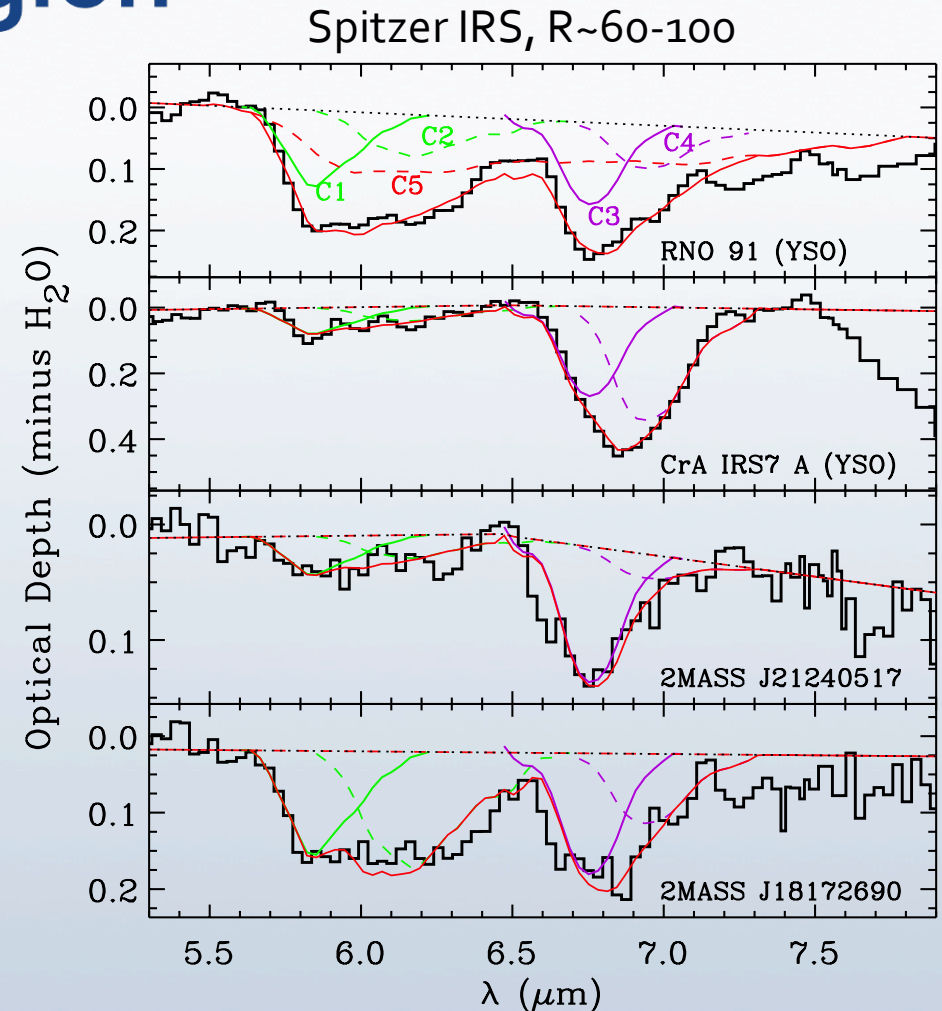 gion
Spitzer IRS, R~60-100
Optical Depth (minus H2O)
0.0
0.1
0.2
C1
C2
C5
C3
C4
RNO 91 (YSO)
0.0
0.2
0.4
CrA IRS7 A (YSO)
0.0
0.1
2MASS J21240517
0.0
0.1
0.2
2MASS J18172690
5.5 6.0 6.5 7.0 7.5
λ (μm)